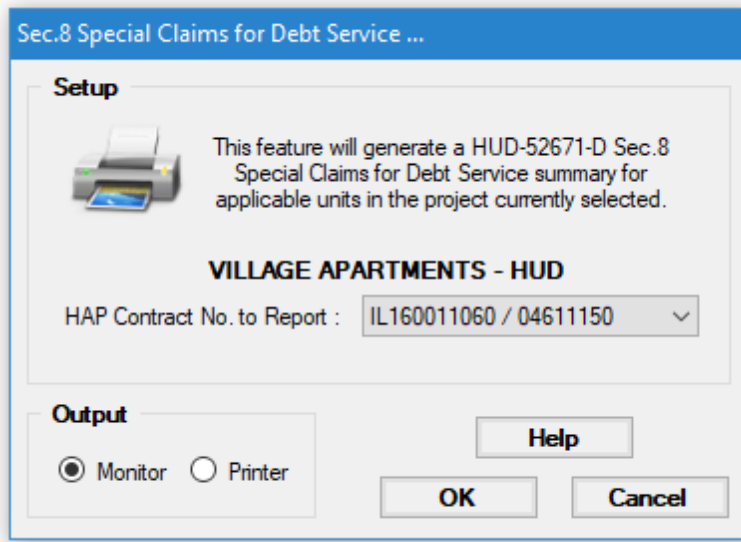 Sec.8 Special Claims for Debt Service ...
Setup
This feature will generate a HUD-52671-D Sec.8
Special Claims for Debt Service summary for
applicable units in the project currently selected.
VILLAGE APARTMENTS - HUD
HAP Contract No. to Report : IL160011060 / 04611150
Output
Monitor Printer
Help
OK Cancel